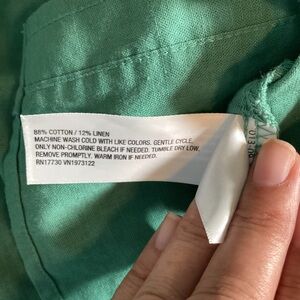 88% COTTON / 12% LINEN
MACHINE WASH COLD WITH LIKE COLORS. GENTLE CYCLE.
ONLY NON-CHLORINE BLEACH IF NEEDED. TUMBLE DRY LOW.
REMOVE PROMPTLY. WARM IRON IF NEEDED.
RN17730 VN1973122